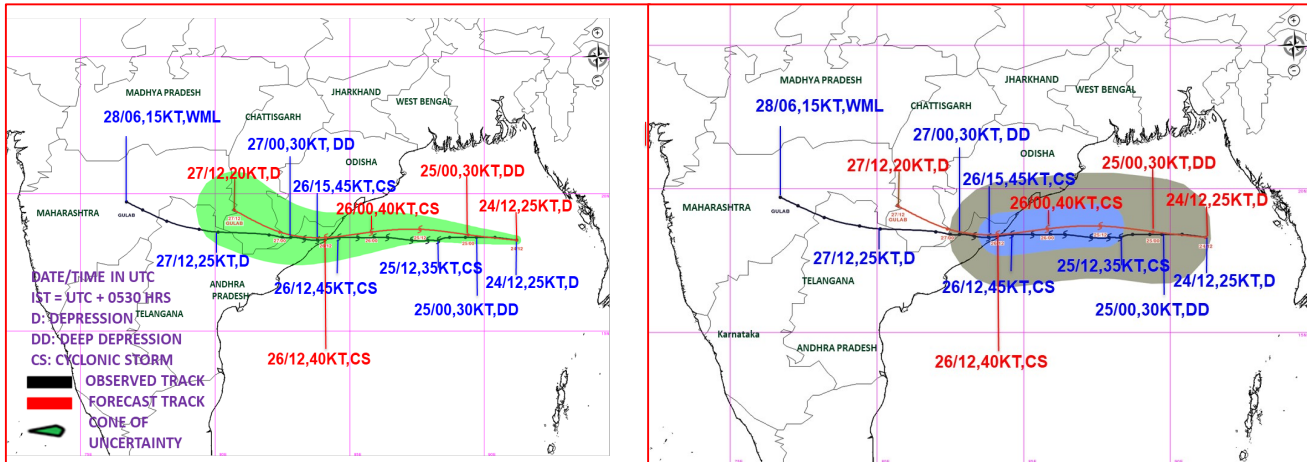 MADHYA PRADESH
JHARKHAND
WEST BENGAL
28/06,15KT,WML
CHATTISGARH
27/00,30KT, DD
ODISHA
27/12,20KT,D
25/00,30KT,DD
26/15,45KT,CS
26/00,40KT,CS
24/12,25KT,D
MAHARASHTRA
GULAB
27/12
GULAB
27/12,25KT,D
25/12,35KT,CS
26/12,45KT,CS
24/12,25KT,D
25/00,30KT,DD
ANDHRA
PRADESH
TELANGANA
26/12,40KT,CS
DATE/TIME IN UTC
IST = UTC + 0530 HRS
D: DEPRESSION
DD: DEEP DEPRESSION
CS: CYCLONIC STORM
OBSERVED TRACK
FORECAST TRACK
CONE OF
UNCERTAINTY
MADHYA PRADESH
JHARKHAND
WEST BENGAL
28/06,15KT,WML
CHATTISGARH
27/00,30KT, DD
ODISHA
27/12,20KT,D
25/00,30KT,DD
26/15,45KT,CS
26/00,40KT,CS
24/12,25KT,D
MAHARASHTRA
GULAB
27/12
GULAB
27/12,25KT,D
25/12,35KT,CS
26/12,45KT,CS
24/12,25KT,D
TELANGANA
25/00,30KT,DD
Karnataka
ANDHRA PRADESH
26/12,40KT,CS